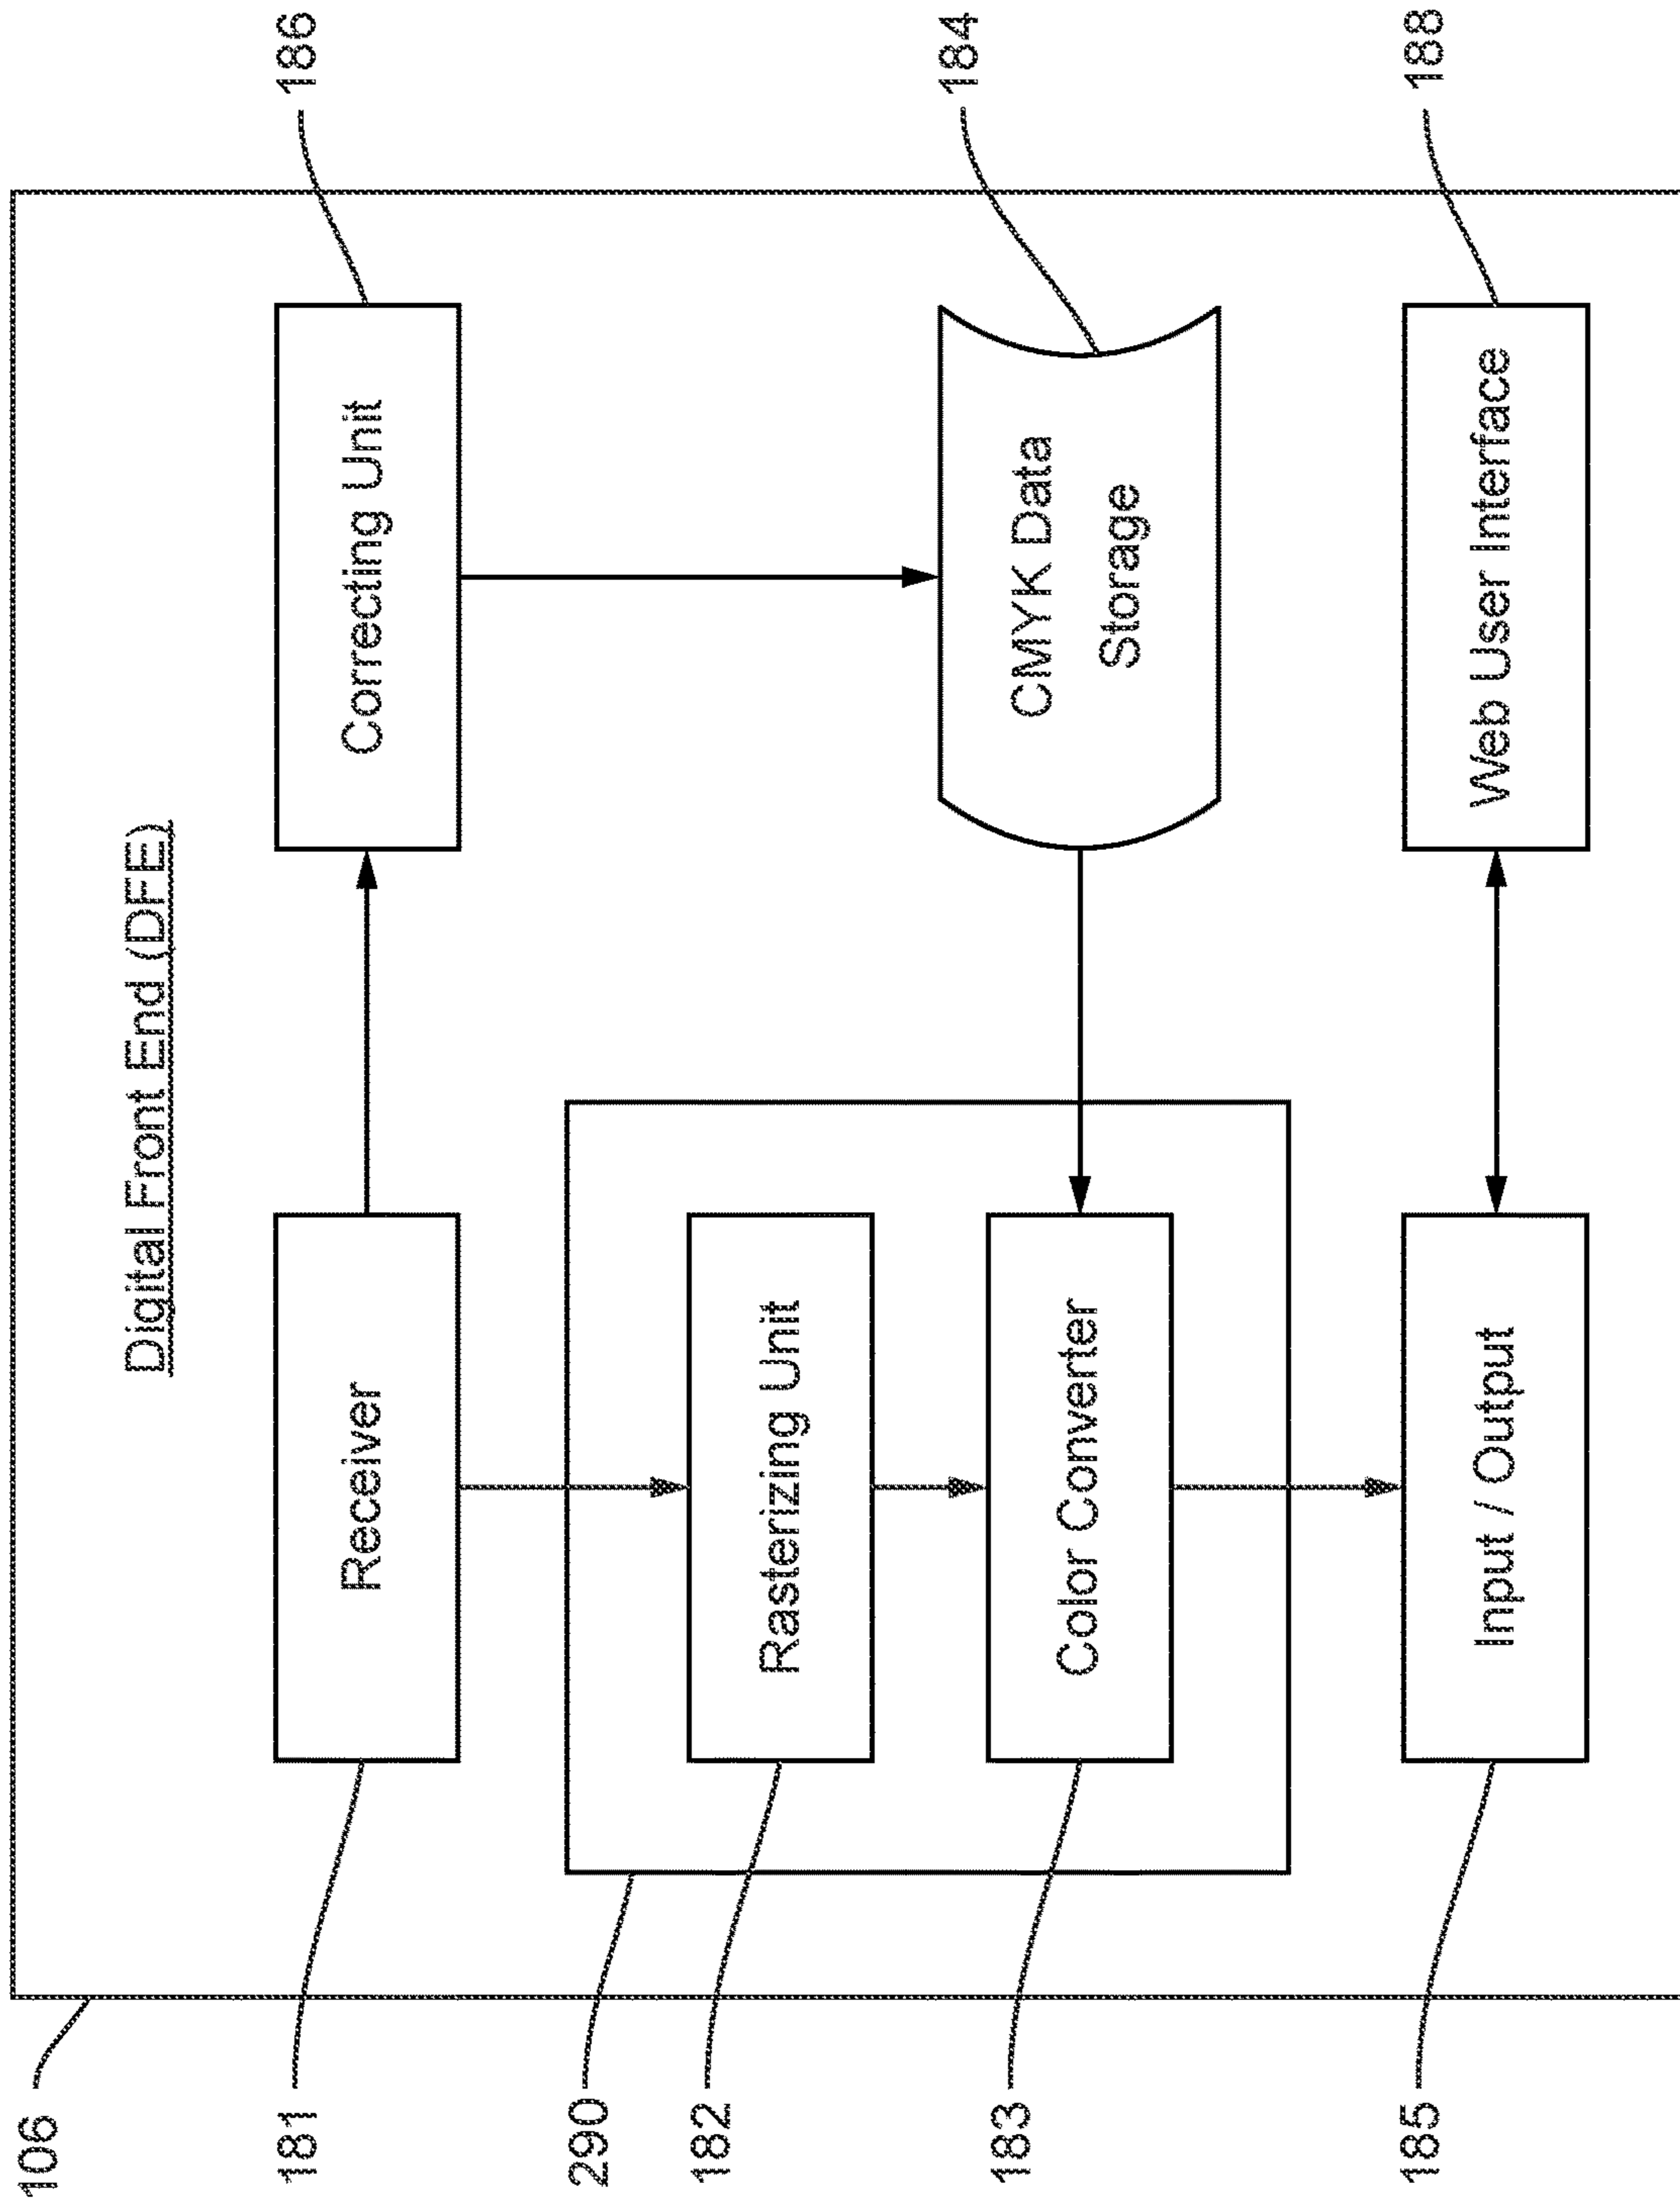 Digital Front End (DFE)
106
181
Receiver
Correcting Unit
186
290
182
Rasterizing Unit
183
Color Converter
CMYK Data
Storage
184
185
Input / Output
Web User Interface
188